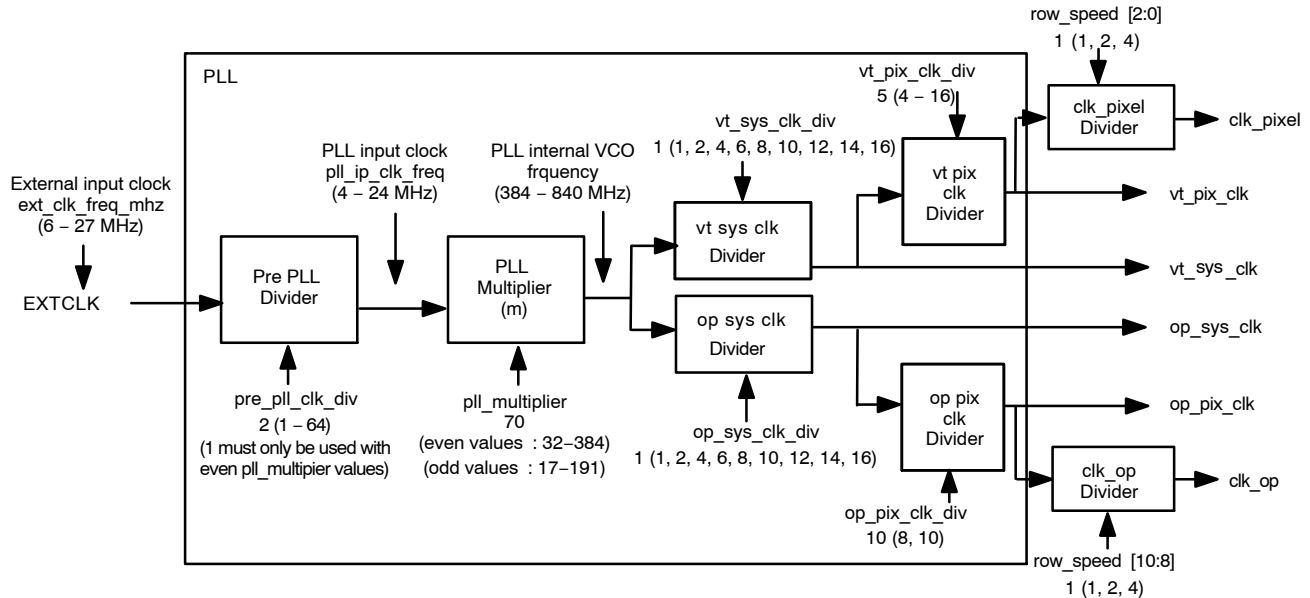 row_speed [2:0]
1 (1, 2, 4)
PLL
vt_pix_clk_div
5 (4 − 16)
clk_pixel
Divider
clk_pixel
vt_sys_clk_div
1 (1, 2, 4, 6, 8, 10, 12, 14, 16)
PLL input clock
pll_ip_clk_freq
(4 − 24 MHz)
PLL internal VCO
frquency
(384 − 840 MHz)
External input clock
ext_clk_freq_mhz
(6 − 27 MHz)
vt pix
clk
Divider
vt_pix_clk
vt sys clk
Divider
vt_sys_clk
EXTCLK
Pre PLL
Divider
PLL
Multiplier
(m)
op sys clk
Divider
op_sys_clk
pre_pll_clk_div
2 (1 − 64)
(1 must only be used with
even pll_multipier values)
pll_multiplier
70
(even values : 32−384)
(odd values : 17−191)
op_sys_clk_div
1 (1, 2, 4, 6, 8, 10, 12, 14, 16)
op pix
clk
Divider
op_pix_clk
clk_op
Divider
clk_op
op_pix_clk_div
10 (8, 10)
row_speed [10:8]
1 (1, 2, 4)